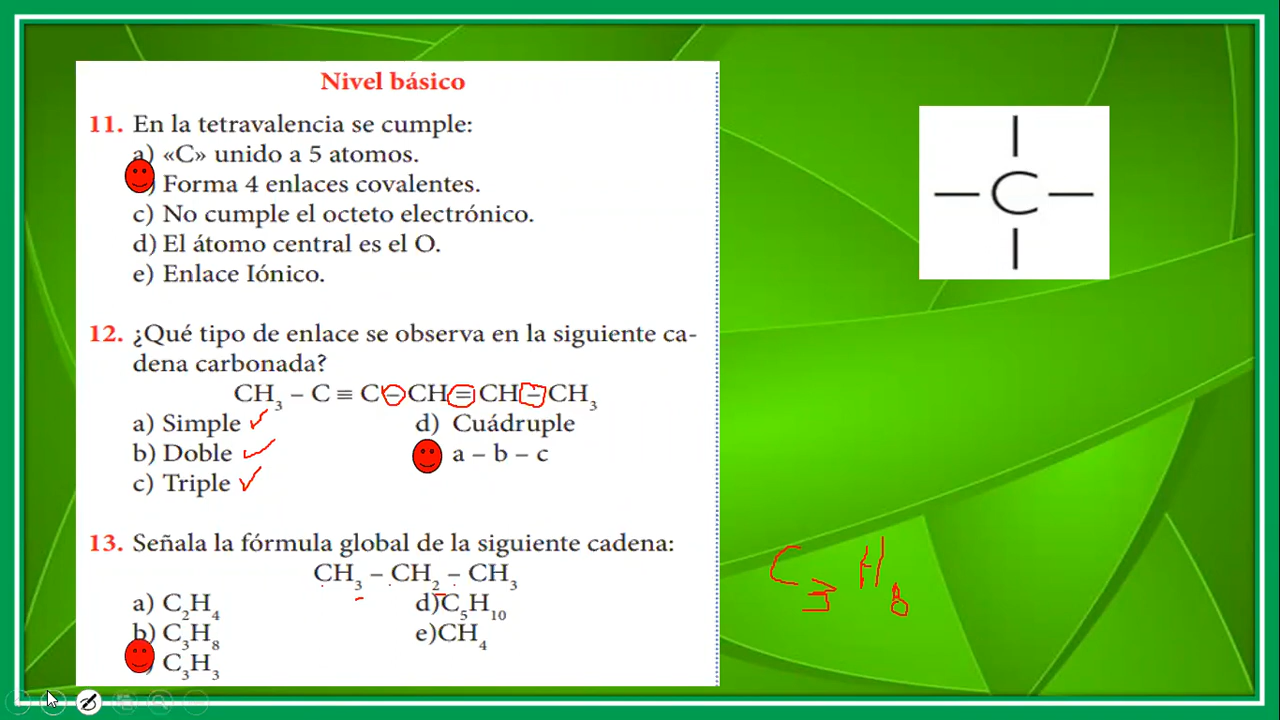 Nivel básico
11. En la tetravalencia se cumple:
a) «C» unido a 5 atomos.
) Forma 4 enlaces covalentes.
c) No cumple el octeto electrónico.
d) El átomo central es el O.
e) Enlace Iónico.
12. ¿Qué tipo de enlace se observa en la siguiente ca-
dena carbonada?
CH₃ – C ≡ C – CH = CH – CH₃
a) Simple
d) Cuádruple
b) Doble
a – b – c
c) Triple
13. Señala la fórmula global de la siguiente cadena:
CH₃ – CH₂ – CH₃
a) C₂H₄
d)C₅H₁₀
b) C₃H₈
e)CH₄
) C₃H₃
C
C₃H₈